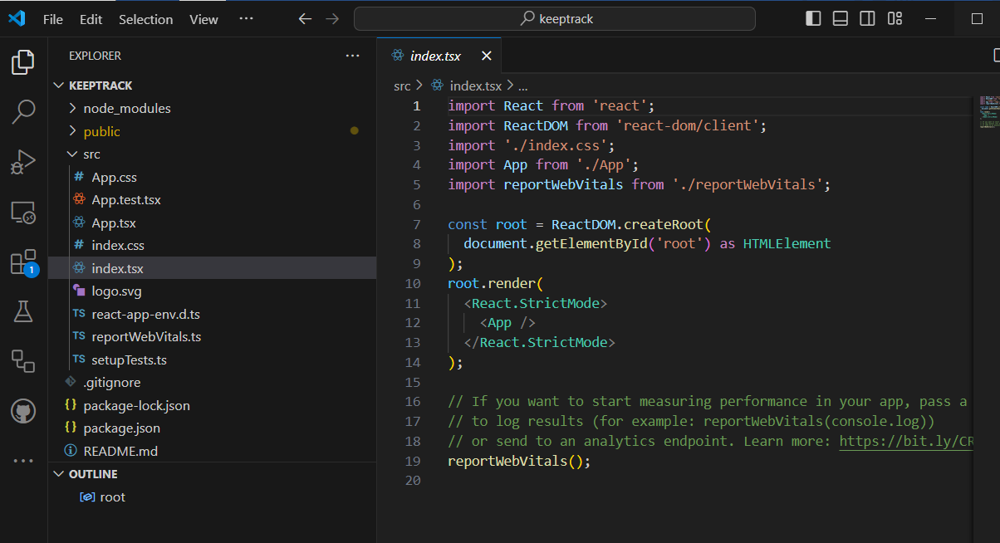 File Edit Selection View ··· keeptrack
EXPLORER ···
KEEPTRACK
node_modules
public
src
# App.css
App.test.tsx
App.tsx
# index.css
index.tsx
logo.svg
TS react-app-env.d.ts
TS reportWebVitals.ts
TS setupTests.ts
.gitignore
{} package-lock.json
{} package.json
README.md
OUTLINE
root
1
index.tsx
src > index.tsx > ...
1 import React from 'react';
2 import ReactDOM from 'react-dom/client';
3 import './index.css';
4 import App from './App';
5 import reportWebVitals from './reportWebVitals';
6
7 const root = ReactDOM.createRoot(
8 document.getElementById('root') as HTMLElement
9 );
10 root.render(
11 <React.StrictMode>
12 <App />
13 </React.StrictMode>
14 );
15
16 // If you want to start measuring performance in your app, pass a
17 // to log results (for example: reportWebVitals(console.log))
18 // or send to an analytics endpoint. Learn more: https://bit.ly/CR
19 reportWebVitals();
20